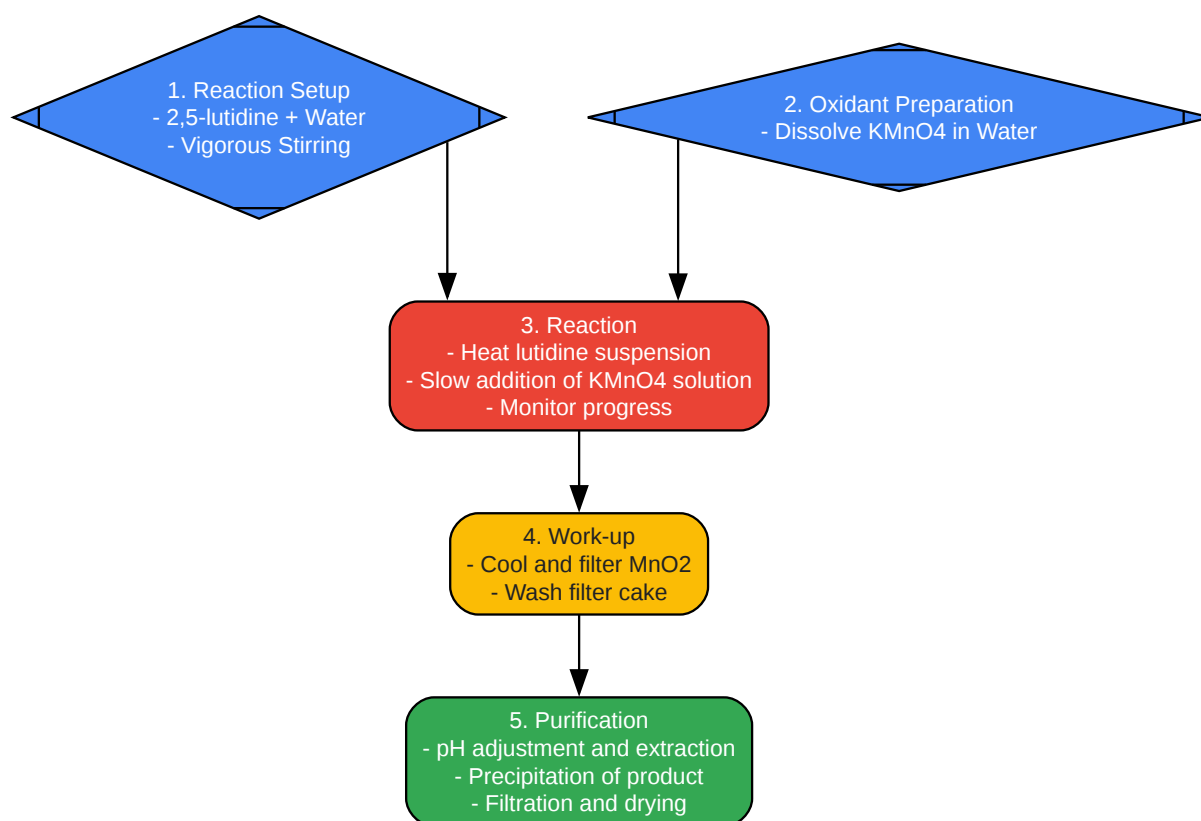 1. Reaction Setup
- 2,5-lutidine + Water
- Vigorous Stirring
2. Oxidant Preparation
- Dissolve KMnO4 in Water
3. Reaction
- Heat lutidine suspension
- Slow addition of KMnO4 solution
- Monitor progress
4. Work-up
- Cool and filter MnO2
- Wash filter cake
5. Purification
- pH adjustment and extraction
- Precipitation of product
- Filtration and drying